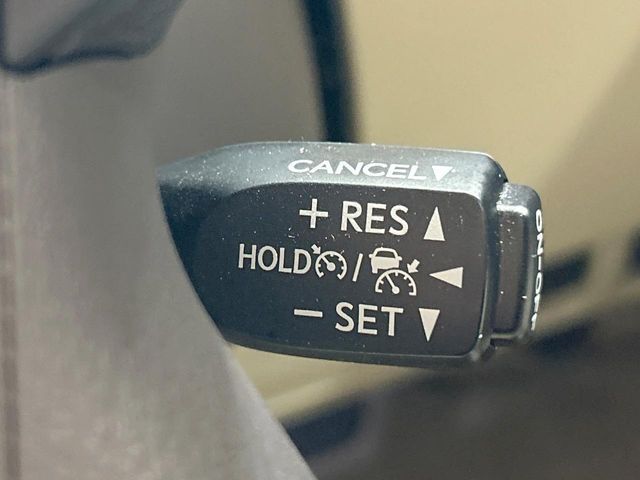 CANCEL▼
+ RES ▲
HOLD / ◀
− SET ▼
ON-OFF